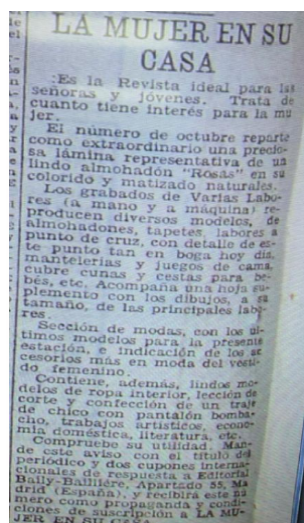 LA MUJER EN SU
CASA
:Es la Revista ideal para las
señoras y jóvenes. Trata de
cuanto tiene interés para la mu
jer.
El número de octubre reparte
como extraordinario una precio-
sa lámina representativa de un
lindo almohadón "Rosas" en su
colorido y matizado naturales.
Los grabados de Varias Labo-
res (a mano y a máquina) re-
producen diversos modelos, de
almohadones, tapetes, labores a
punto de cruz, con detalle de es-
te punto tan en boga hoy día,
mantelerías y juegos de cama,
cubre cunas y cestas para be-
bés, etc. Acompaña una hoja su-
plemento con los dibujos, a su
tamaño, de las principales labo-
res.
Sección de modas, con los úl-
timos modelos para la presente
estación, e indicación de los ac
cesorios más en moda del vesti-
do femenino.
Contiene, además, lindos mo-
delos de ropa interior, lección de
corte y confección de un traje
de chico con pantalón bomba-
cho, trabajos artísticos, econo-
mía doméstica, literatura, etc.
Compruebe su utilidad. Man-
de este aviso con el título del
periódico y dos cupones interna-
cionales de respuesta a Editorial
Bally-Baillière, Apartado 56, Ma-
drid (España), y recibirá este nú
mero como propaganda y condi-
ciones de suscripción a LA MU-
JER EN SU CASA